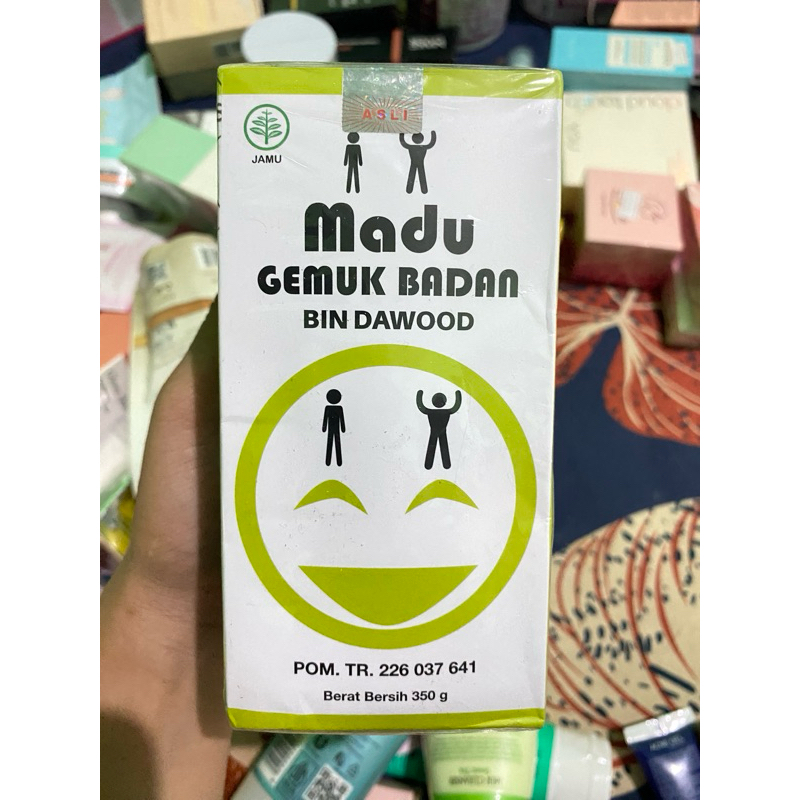 ASLI
JAMU
Madu
GEMUK BADAN
BIN DAWOOD
POM. TR. 226 037 641
Berat Bersih 350 g